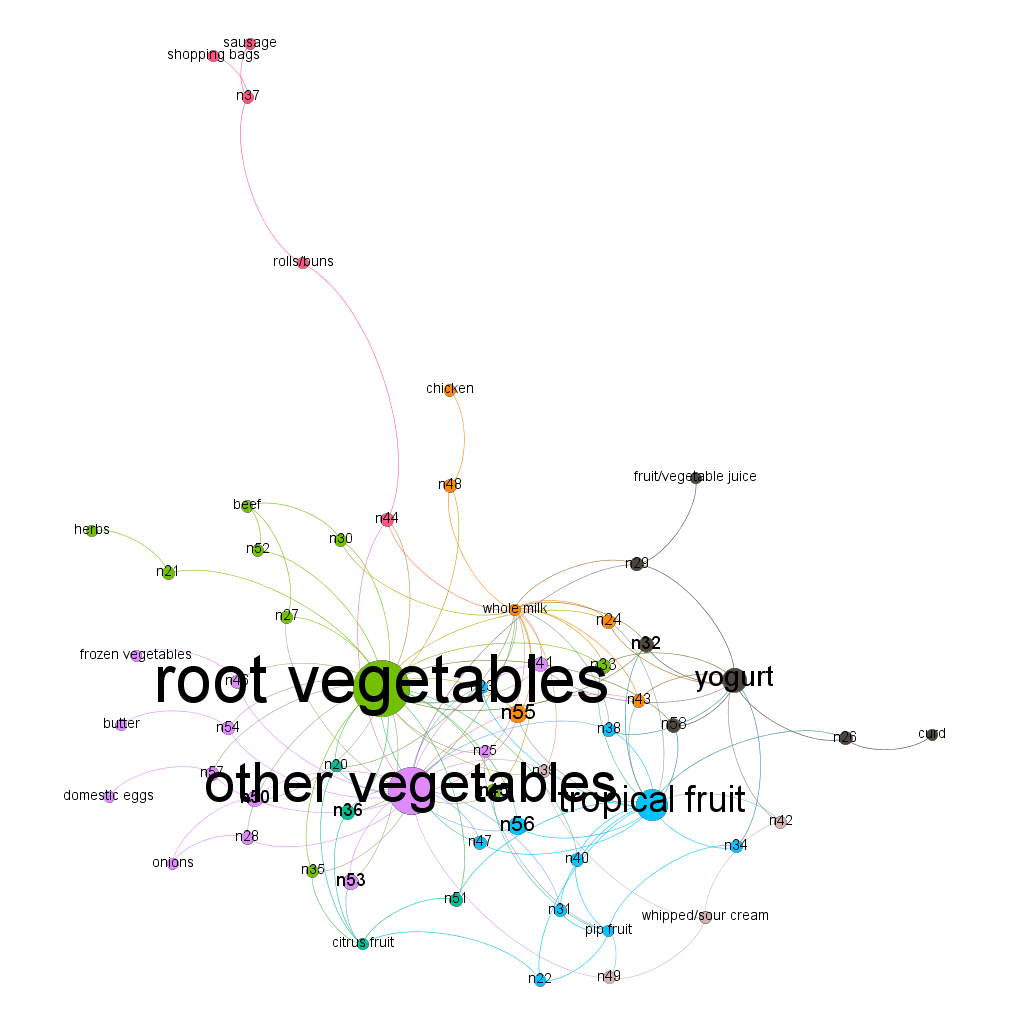 sausage
shopping bags
n37
rolls/buns
chicken
fruit/vegetable juice
n48
beef
n44
herbs
n30
n52
n29
n21
whole milk
n27
n24
n32
frozen vegetables
n41
n33
root vegetables
yogurt
n46
n43
n55
butter
n54
n38
n58
curd
n26
n25
n20
n39
n57
other vegetables
domestic eggs
n50
tropical fruit
n36
n56
n42
n28
n47
n34
onions
n40
n35
n53
n51
n31
whipped/sour cream
pip fruit
citrus fruit
n22
n49